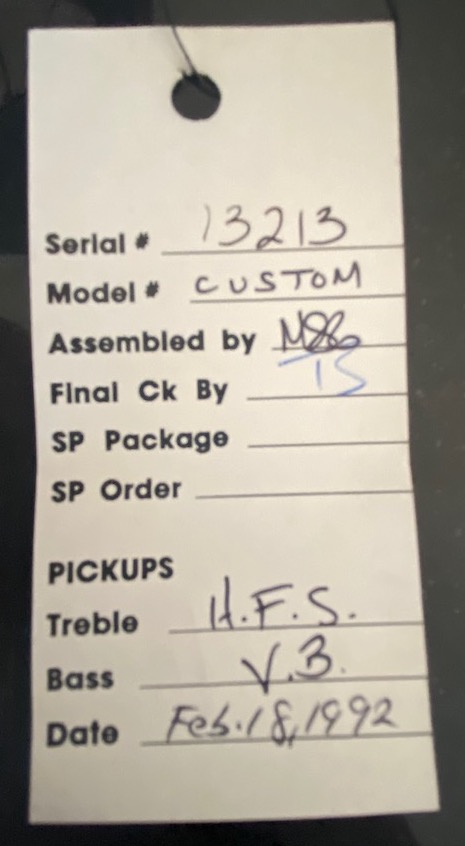 Serial # 13213
Model # CUSTOM
Assembled by
Final Ck By TS
SP Package
SP Order
PICKUPS
Treble H.F.S.
Bass V.B.
Date Feb. 18, 1992